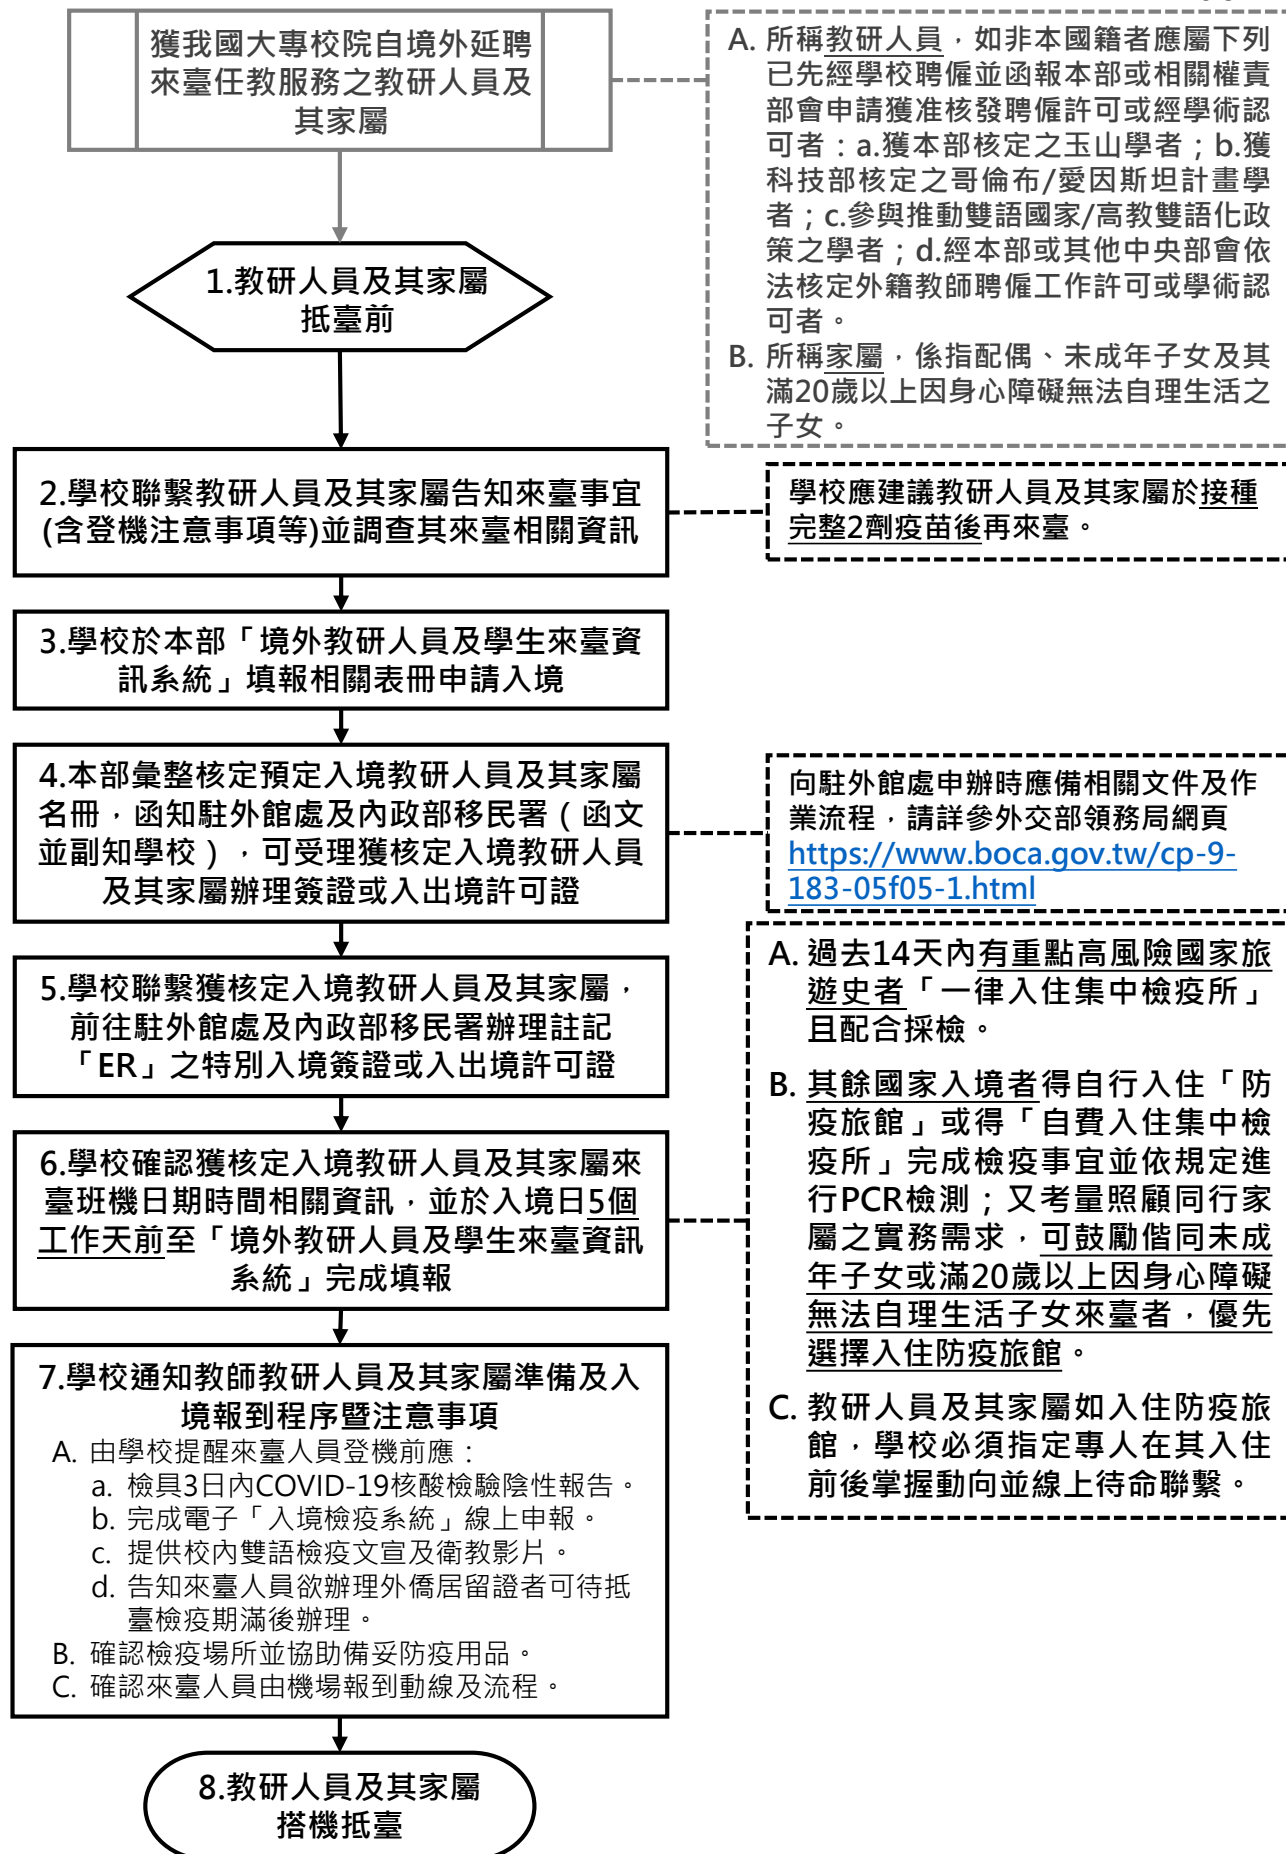 獲我國大專校院自境外延聘
來臺任教服務之教研人員及
其家屬
A. 所稱教研人員，如非本國籍者應屬下列
已先經學校聘僱並函報本部或相關權責
部會申請獲准核發聘僱許可或經學術認
可者：a.獲本部核定之玉山學者；b.獲
科技部核定之哥倫布/愛因斯坦計畫學
者；c.參與推動雙語國家/高教雙語化政
策之學者；d.經本部或其他中央部會依
法核定外籍教師聘僱工作許可或學術認
可者。
B. 所稱家屬，係指配偶、未成年子女及其
滿20歲以上因身心障礙無法自理生活之
子女。
1.教研人員及其家屬
抵臺前
2.學校聯繫教研人員及其家屬告知來臺事宜
(含登機注意事項等)並調查其來臺相關資訊
學校應建議教研人員及其家屬於接種
完整2劑疫苗後再來臺。
3.學校於本部「境外教研人員及學生來臺資
訊系統」填報相關表冊申請入境
4.本部彙整核定預定入境教研人員及其家屬
名冊，函知駐外館處及內政部移民署（函文
並副知學校），可受理獲核定入境教研人員
及其家屬辦理簽證或入出境許可證
向駐外館處申辦時應備相關文件及作
業流程，請詳參外交部領務局網頁
https://www.boca.gov.tw/cp-9-
183-05f05-1.html
5.學校聯繫獲核定入境教研人員及其家屬，
前往駐外館處及內政部移民署辦理註記
「ER」之特別入境簽證或入出境許可證
6.學校確認獲核定入境教研人員及其家屬來
臺班機日期時間相關資訊，並於入境日5個
工作天前至「境外教研人員及學生來臺資訊
系統」完成填報
A. 過去14天內有重點高風險國家旅
遊史者「一律入住集中檢疫所」
且配合採檢。
B. 其餘國家入境者得自行入住「防
疫旅館」或得「自費入住集中檢
疫所」完成檢疫事宜並依規定進
行PCR檢測；又考量照顧同行家
屬之實務需求，可鼓勵偕同未成
年子女或滿20歲以上因身心障礙
無法自理生活子女來臺者，優先
選擇入住防疫旅館。
C. 教研人員及其家屬如入住防疫旅
館，學校必須指定專人在其入住
前後掌握動向並線上待命聯繫。
7.學校通知教師教研人員及其家屬準備及入
境報到程序暨注意事項
A. 由學校提醒來臺人員登機前應：
a. 檢具3日內COVID-19核酸檢驗陰性報告。
b. 完成電子「入境檢疫系統」線上申報。
c. 提供校內雙語檢疫文宣及衛教影片。
d. 告知來臺人員欲辦理外僑居留證者可待抵
臺檢疫期滿後辦理。
B. 確認檢疫場所並協助備妥防疫用品。
C. 確認來臺人員由機場報到動線及流程。
8.教研人員及其家屬
搭機抵臺